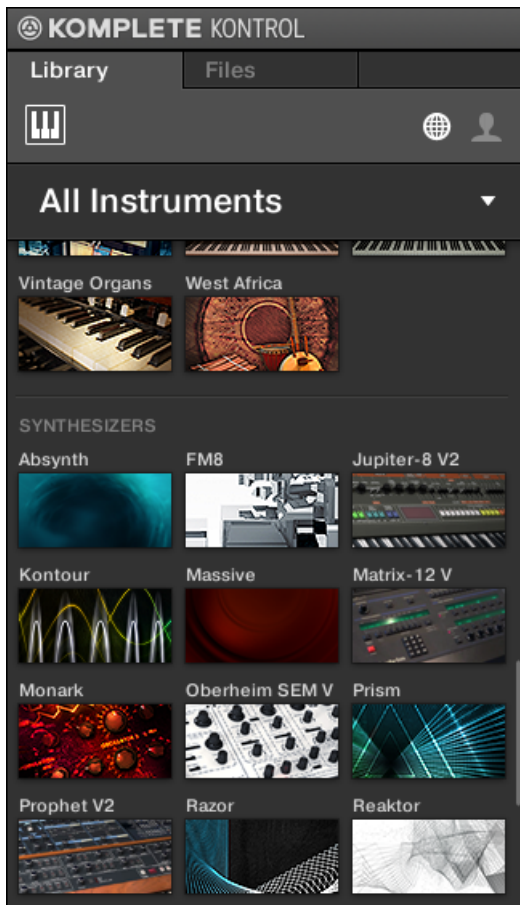 KOMPLETE KONTROL
Library Files
All Instruments
Vintage Organs West Africa
SYNTHESIZERS
Absynth FM8 Jupiter-8 V2
Kontour Massive Matrix-12 V
Monark Oberheim SEM V Prism
Prophet V2 Razor Reaktor